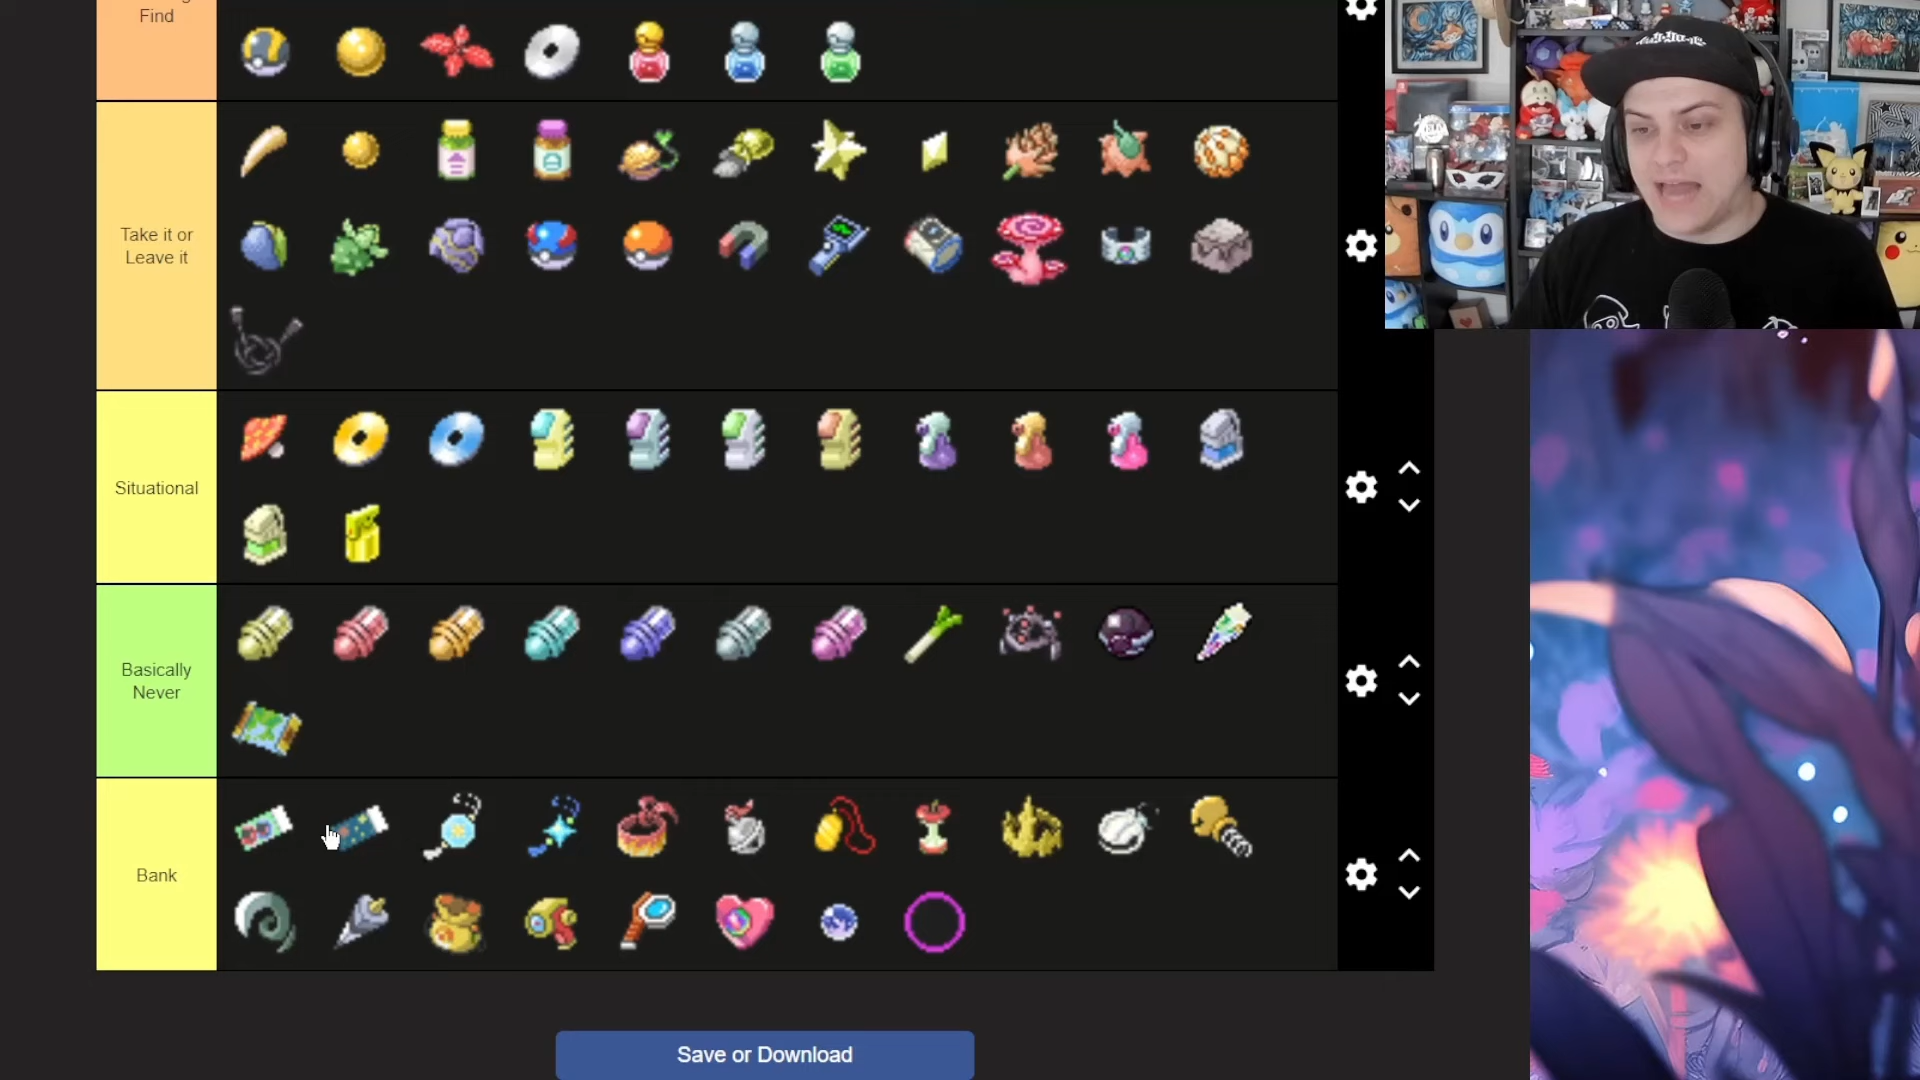 Find
Take it or
Leave it
Situational
Basically
Never
Bank
Save or Download